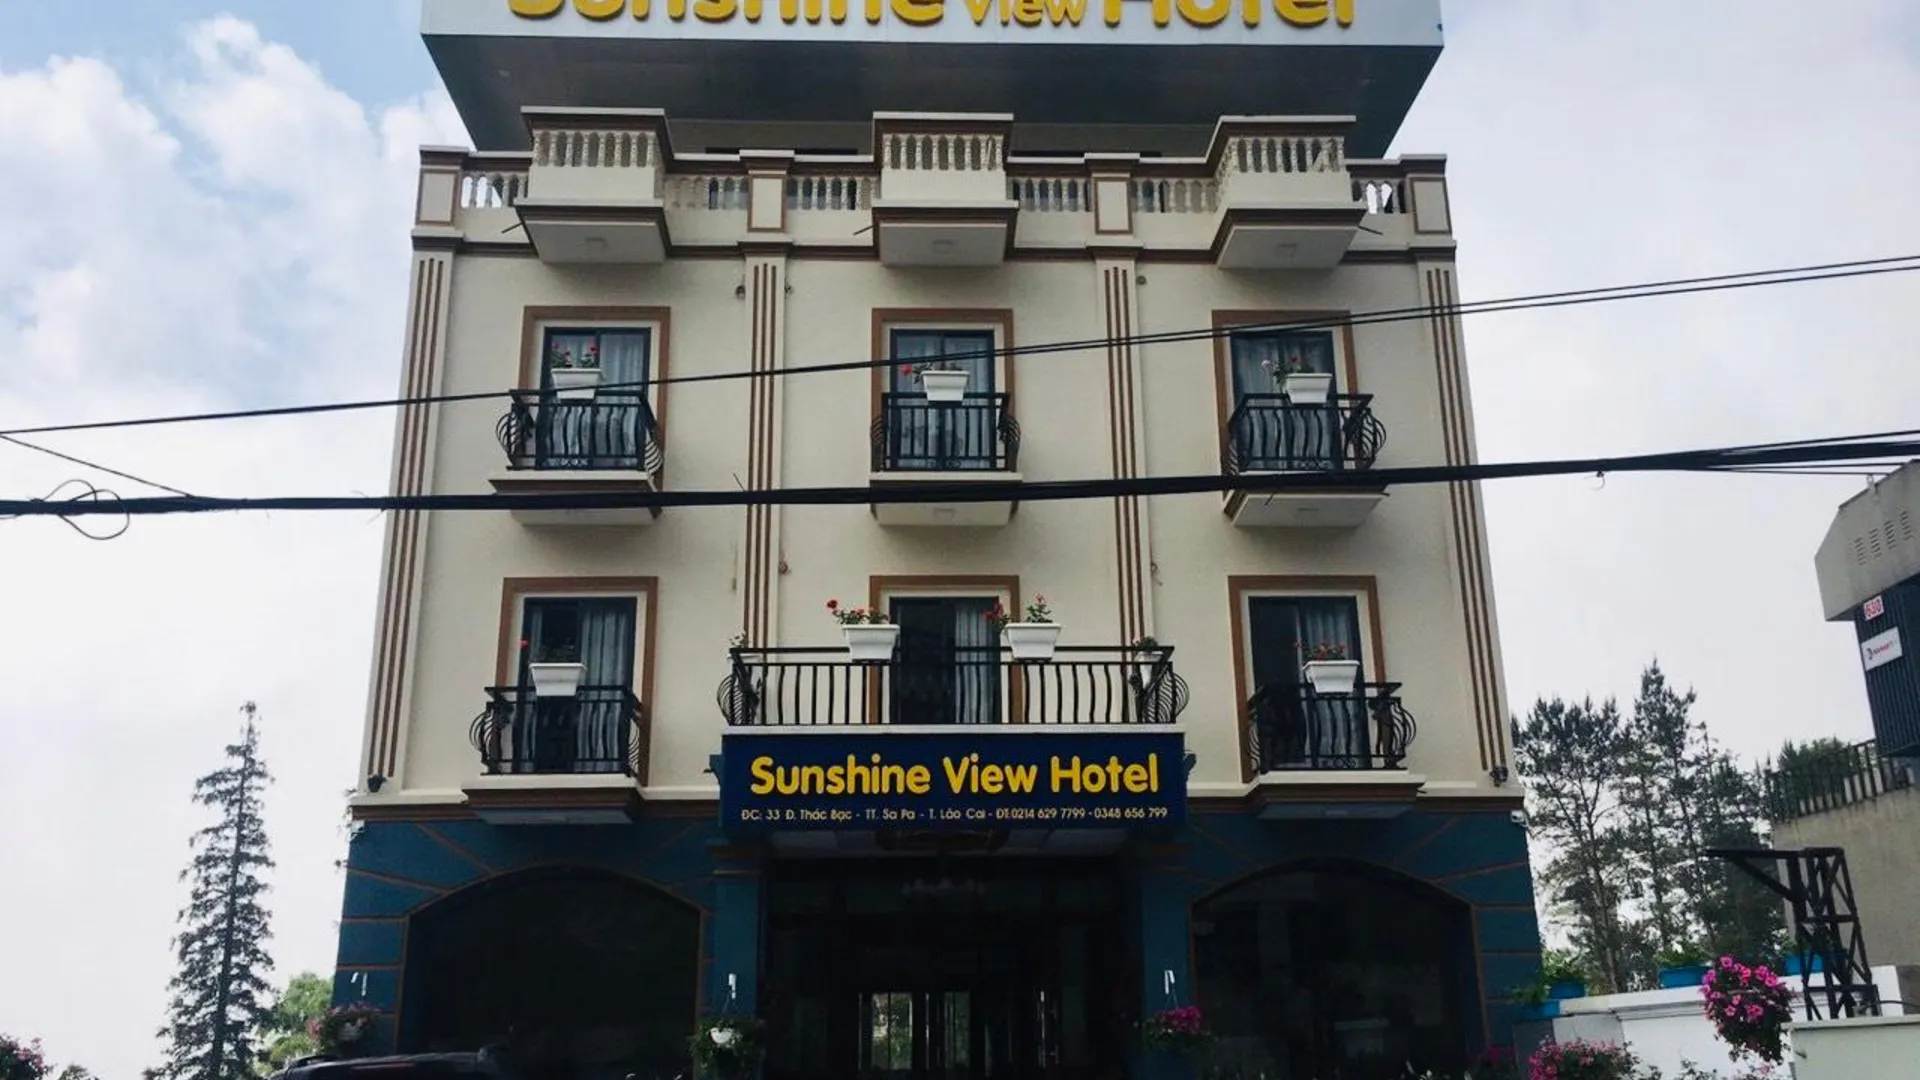 Sunshine View Hotel
Sunshine View Hotel
ĐC: 33 Đ. Thác Bạc - TT. Sa Pa - T. Lào Cai - ĐT:0214 629 7799 - 0348 656 799